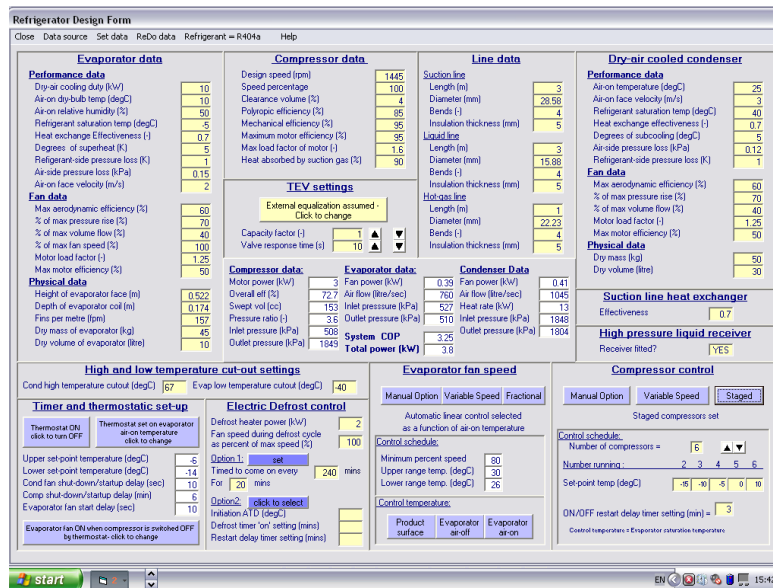 Refrigerator Design Form
Close Data source Set data ReDo data Refrigerant = R404a Help
Evaporator data
Performance data
Dry-air cooling duty (kW) 10
Air-on dry-bulb temp (degC) 10
Air-on relative humidity (%) 50
Refrigerant saturation temp (degC) -5
Heat exchange Effectiveness (-) 0.7
Degrees of superheat (K) 5
Refrigerant-side pressure loss (K) 1
Air-side pressure loss (kPa) 0.15
Air-on face velocity (m/s) 2
Fan data
Max aerodynamic efficiency (%) 60
% of max pressure rise (%) 70
% of max volume flow (%) 40
% of max fan speed (%) 100
Motor load factor (-) 1.25
Max motor efficiency (%) 50
Physical data
Height of evaporator face (m) 0.522
Depth of evaporator coil (m) 0.174
Fins per metre (fpm) 157
Dry mass of evaporator (kg) 45
Dry volume of evaporator (litre) 10
Compressor data
Design speed (rpm) 1445
Speed percentage 100
Clearance volume (%) 4
Polyropic efficiency (%) 85
Mechanical efficiency (%) 95
Maximum motor efficiency (%) 95
Max load factor of motor (-) 1.6
Heat absorbed by suction gas (%) 90
TEV settings
External equalization assumed -
Click to change
Capacity factor (-) 1
Valve response time (s) 10
Line data
Suction line
Length (m) 3
Diameter (mm) 28.58
Bends (-) 4
Insulation thickness (mm) 5
Liquid line
Length (m) 3
Diameter (mm) 15.88
Bends (-) 4
Insulation thickness (mm) 5
Hot-gas line
Length (m) 1
Diameter (mm) 22.23
Bends (-) 4
Insulation thickness (mm) 5
Dry-air cooled condenser
Performance data
Air-on temperature (degC) 25
Air-on face velocity (m/s) 3
Refrigerant saturation temp (degC) 40
Heat exchange effectiveness (-) 0.7
Degrees of subcooling (degC) 5
Air-side pressure loss (kPa) 0.12
Refrigerant-side pressure loss (K) 1
Fan data
Max aerodynamic efficiency (%) 60
% of max pressure rise (%) 70
% of max volume flow (%) 40
Motor load factor (-) 1.25
Max motor efficiency (%) 50
Physical data
Dry mass (kg) 50
Dry volume (litre) 30
Compressor data:
Motor power (kW) 3
Overall eff (%) 72.7
Swept vol (cc) 153
Pressure ratio (-) 3.6
Inlet pressure (kPa) 508
Outlet pressure (kPa) 1849
Evaporator data:
Fan power (kW) 0.39
Air flow (litre/sec) 760
Inlet pressure (kPa) 527
Outlet pressure (kPa) 510
System COP 3.25
Total power (kW) 3.8
Condenser Data
Fan power (kW) 0.41
Air flow (litre/sec) 1045
Heat rate (kW) 13
Inlet pressure (kPa) 1848
Outlet pressure (kPa) 1804
Suction line heat exchanger
Effectiveness 0.7
High pressure liquid receiver
Receiver fitted? YES
High and low temperature cut-out settings
Cond high temperature cutout (degC) 67 Evap low temperature cutout (degC) -40
Timer and thermostatic set-up
Thermostat ON
click to turn OFF
Thermostat set on evaporator
air-on temperature
click to change
Upper set-point temperature (degC) -6
Lower set-point temperature (degC) -14
Cond fan shutdown/startup delay (sec) 10
Comp shut-down/startup delay (min) 6
Evaporator fan start delay (sec) 10
Evaporator fan ON when compressor is switched OFF
by thermostat- click to change
Electric Defrost control
Defrost heater power(kW) 2
Fan speed during defrost cycle
as percent of max speed (%) 100
Option 1: set
Timed to come on every 240 mins
For 20 mins
Option2: click to select
Initiation ATD (degC)
Defrost timer 'on' setting (mins)
Restart delay timer setting (mins)
Evaporator fan speed
Manual Option Variable Speed Fractional
Automatic linear control selected
as a function of air-on temperature
Control schedule:
Minimum percent speed 80
Upper range temp. (degC) 30
Lower range temp. (degC) 26
Control temperature:
Product
surface
Evaporator
air-off
Evaporator
air-on
Compressor control
Manual Option Variable Speed Staged
Staged compressors set
Control schedule:
Number of compressors = 6
Number running : 2 3 4 5 6
Set-point temp (degC) -15 -10 -5 0 10
ON/OFF restart delay timer setting (min) = 3
Control temperature = Evaporator saturation temperature
start
EN 15:42